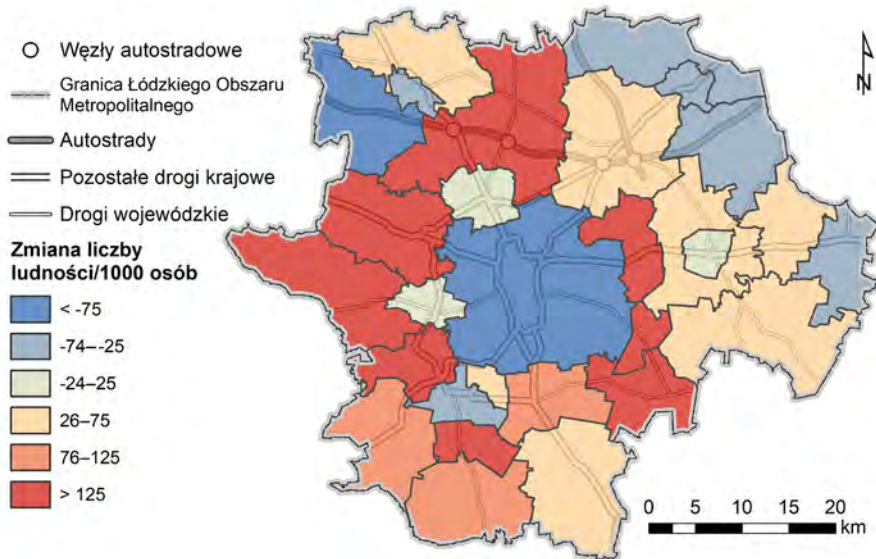 Węzły autostradowe
Granica Łódzkiego Obszaru
Metropolitalnego
Autostrady
Pozostałe drogi krajowe
Drogi wojewódzkie
Zmiana liczby
ludności/1000 osób
< -75
-74–-25
-24–25
26–75
76–125
> 125
N
0 5 10 15 20
km